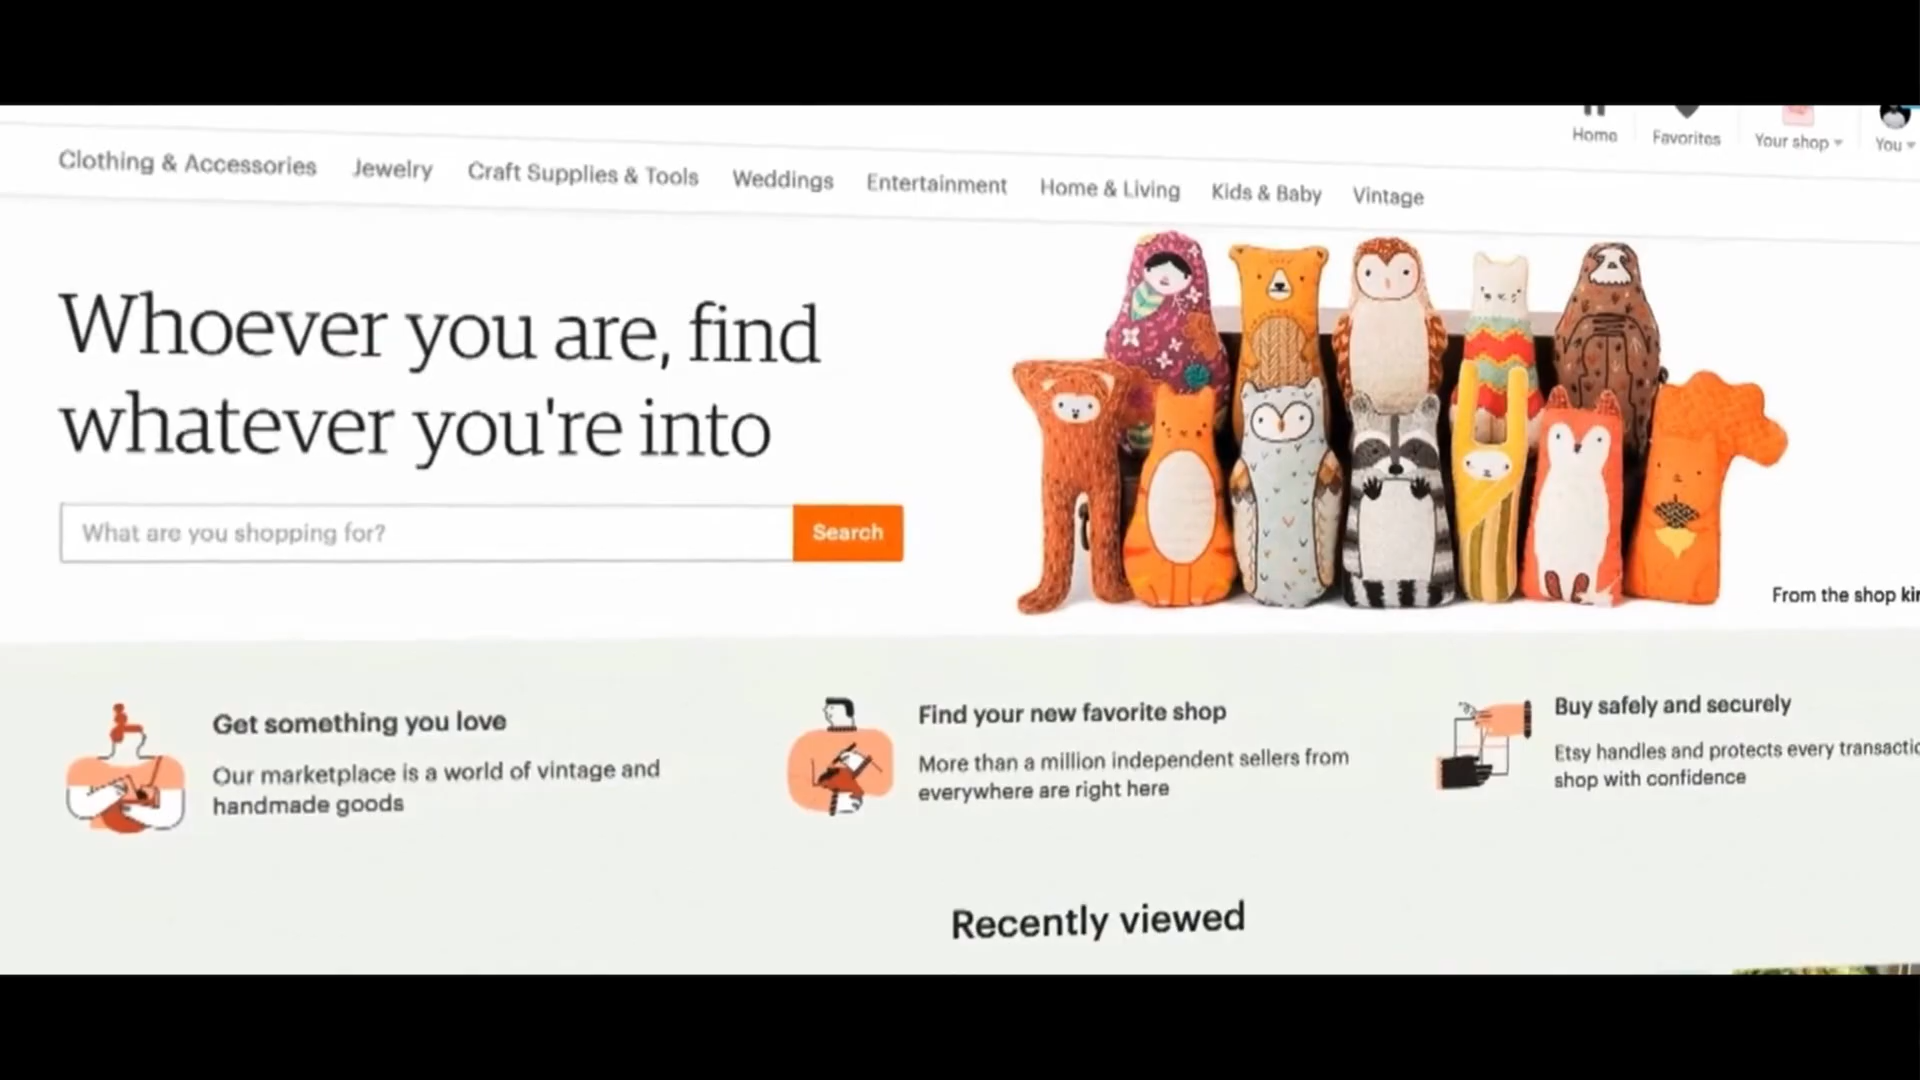 Home
Favorites
Your shop
You
Clothing & Accessories
Jewelry
Craft Supplies & Tools
Weddings
Entertainment
Home & Living
Kids & Baby
Vintage
Whoever you are, find
whatever you're into
What are you shopping for?
Search
From the shop
Get something you love
Our marketplace is a world of vintage and
handmade goods
Find your new favorite shop
More than a million independent sellers from
everywhere are right here
Buy safely and securely
Etsy handles and protects every
shop with confidence
Recently viewed